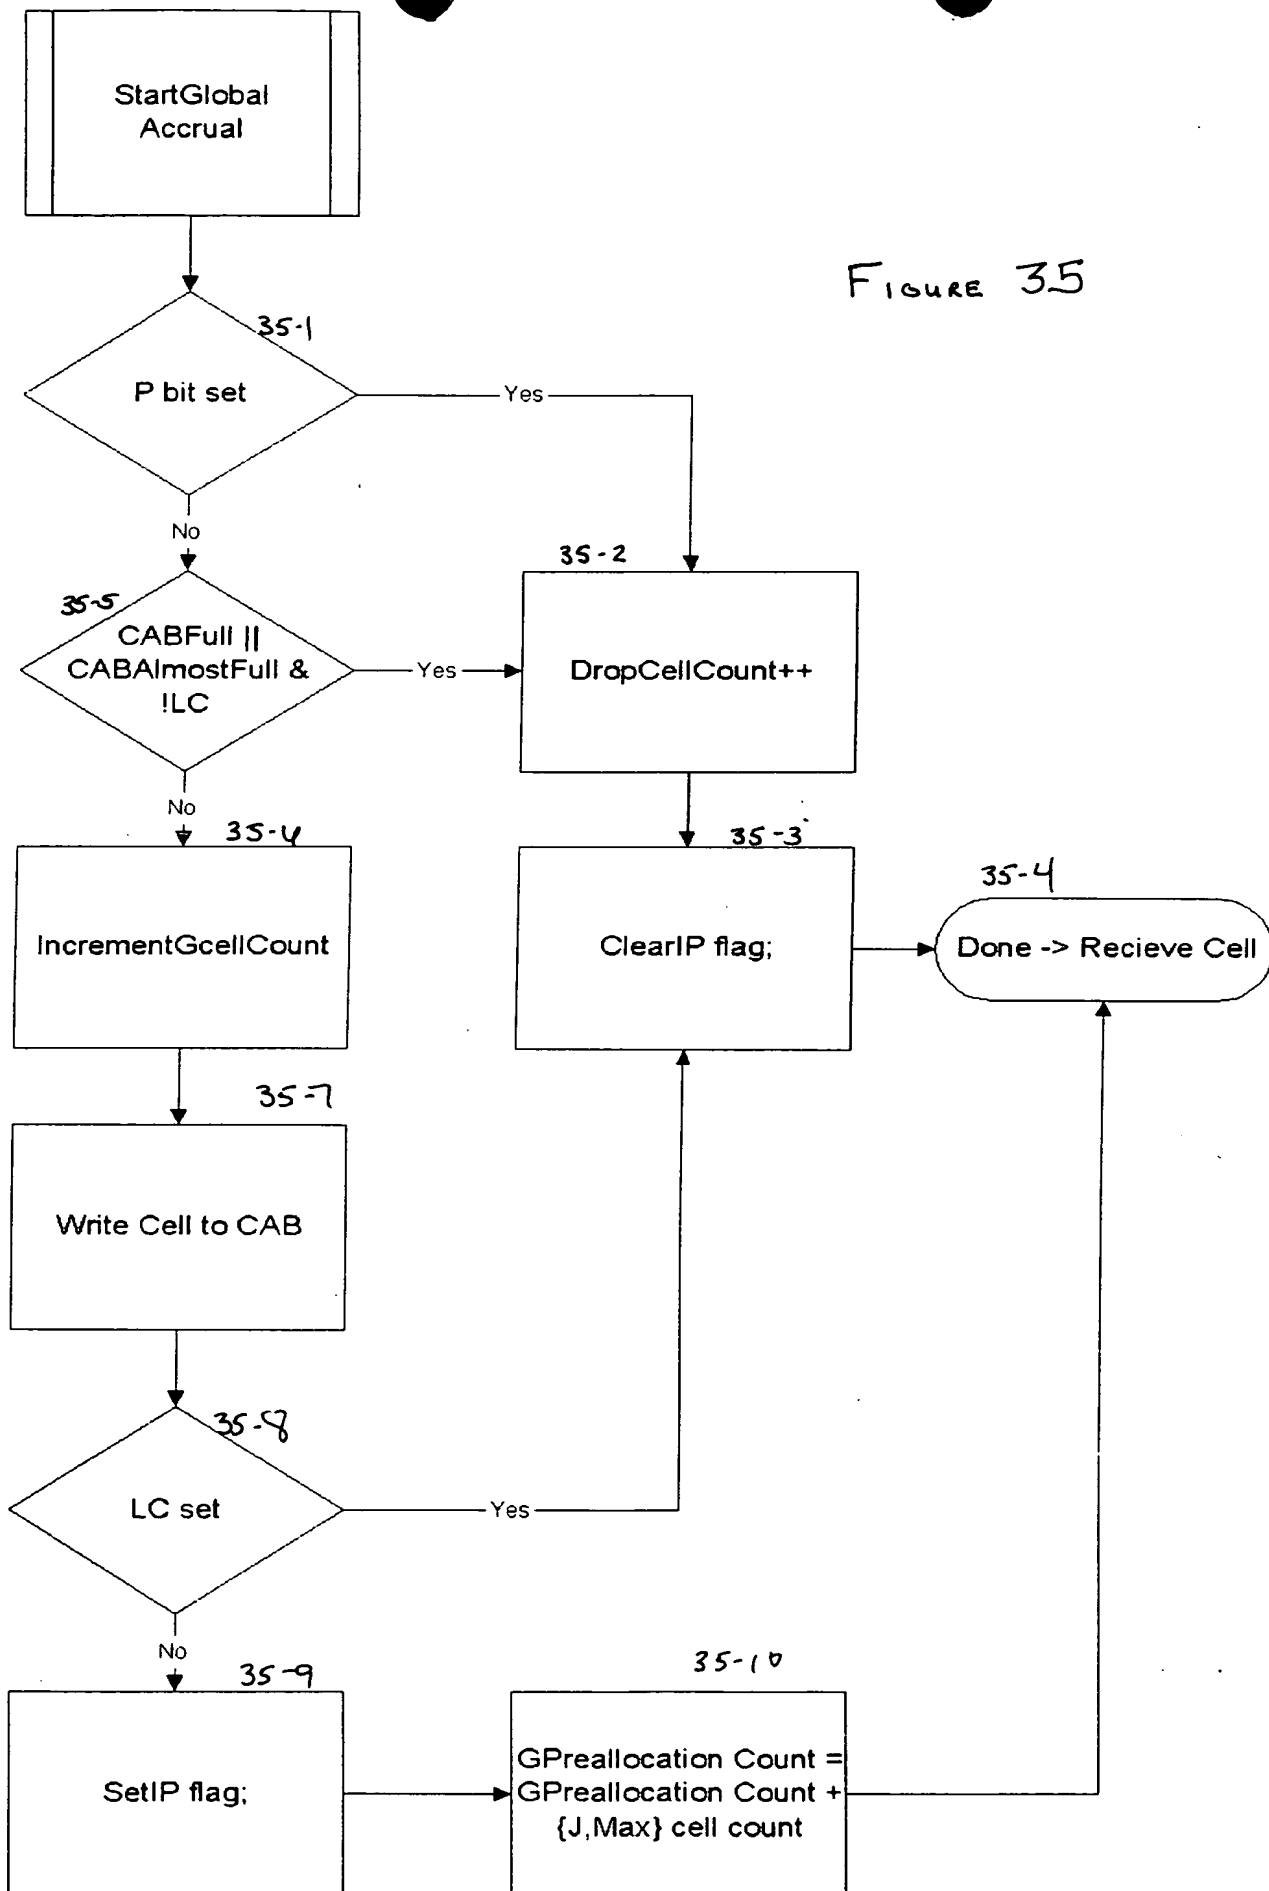 StartGlobal
Accrual
FIGURE 35
35-1
P bit set
Yes
No
35-2
35-5
CABFull ||
CABAlmostFull &
!LC
Yes
DropCellCount++
No
35-6
35-3
35-4
IncrementGcellCount
ClearIP flag;
Done -> Recieve Cell
35-7
Write Cell to CAB
35-8
LC set
Yes
No
35-9
35-10
SetIP flag;
GPreallocation Count =
GPreallocation Count +
{J,Max} cell count